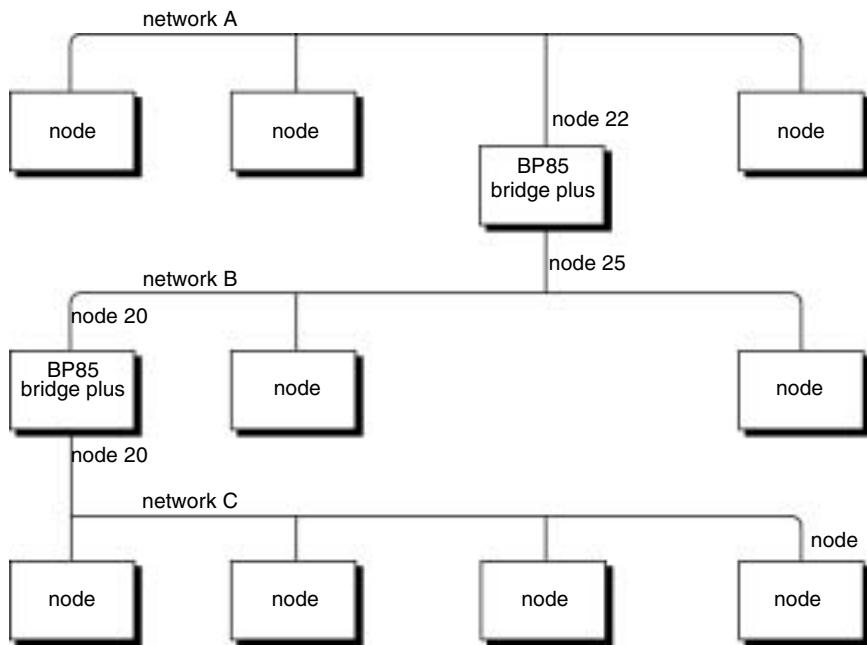 network A
node
node
node 22
node
BP85
bridge plus
node 25
network B
node 20
BP85
bridge plus
node
node
node 20
network C
node
node
node
node
node